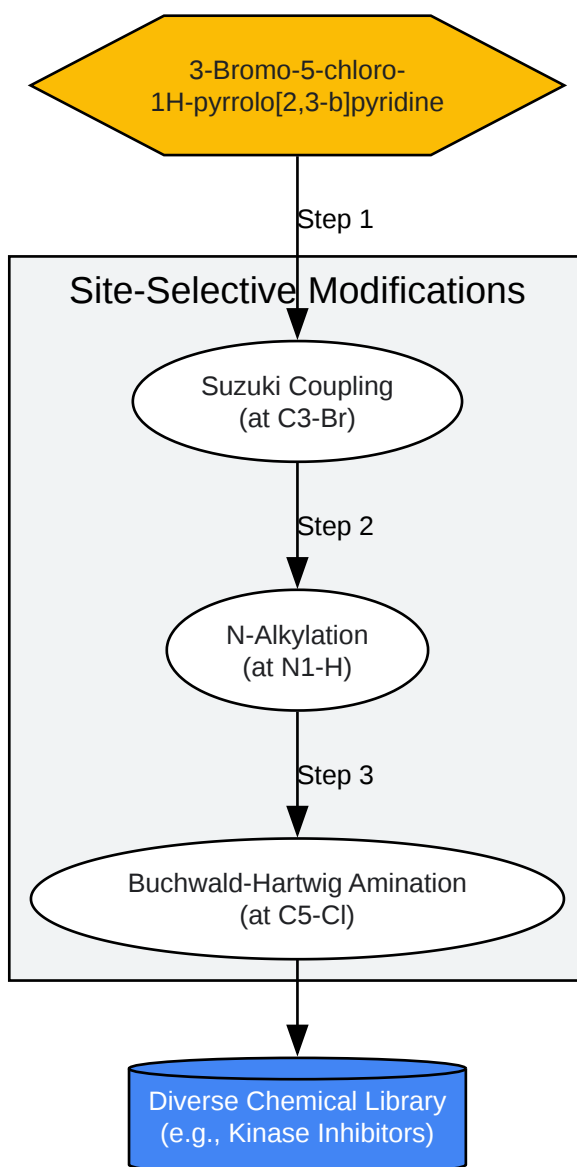 3-Bromo-5-chloro-
1H-pyrrolo[2,3-b]pyridine
Step 1
Site-Selective Modifications
Suzuki Coupling
(at C3-Br)
Step 2
N-Alkylation
(at N1-H)
Step 3
Buchwald-Hartwig Amination
(at C5-Cl)
Diverse Chemical Library
(e.g., Kinase Inhibitors)